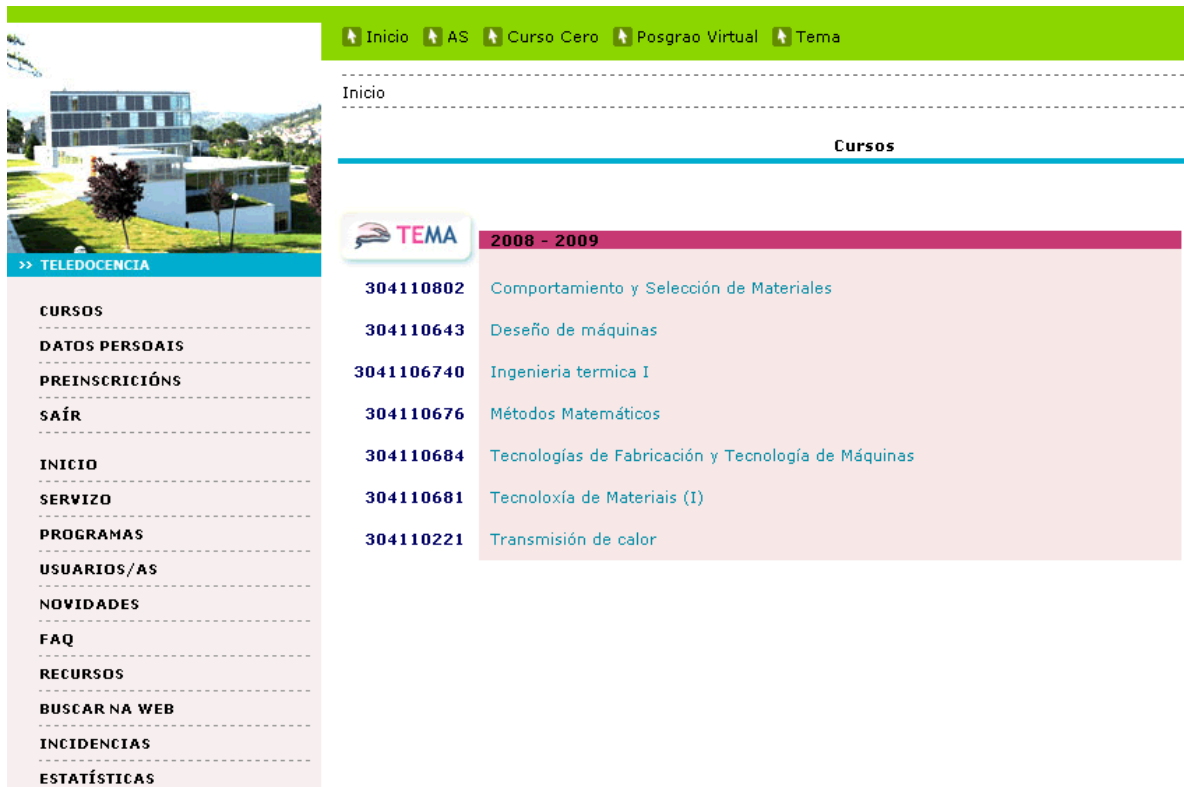 Inicio AS Curso Cero Posgrao Virtual Tema
Inicio
Cursos
TEMA 2008 - 2009
304110802 Comportamiento y Selección de Materiales
304110643 Deseño de máquinas
3041106740 Ingenieria termica I
304110676 Métodos Matemáticos
304110684 Tecnologías de Fabricación y Tecnología de Máquinas
304110681 Tecnoloxía de Materiais (I)
304110221 Transmisión de calor
>> TELEDOCENCIA
CURSOS
DATOS PERSOAIS
PREINSCRICIÓNS
SAÍR
INICIO
SERVIZO
PROGRAMAS
USUARIOS/AS
NOVIDADES
FAQ
RECURSOS
BUSCAR NA WEB
INCIDENCIAS
ESTATÍSTICAS